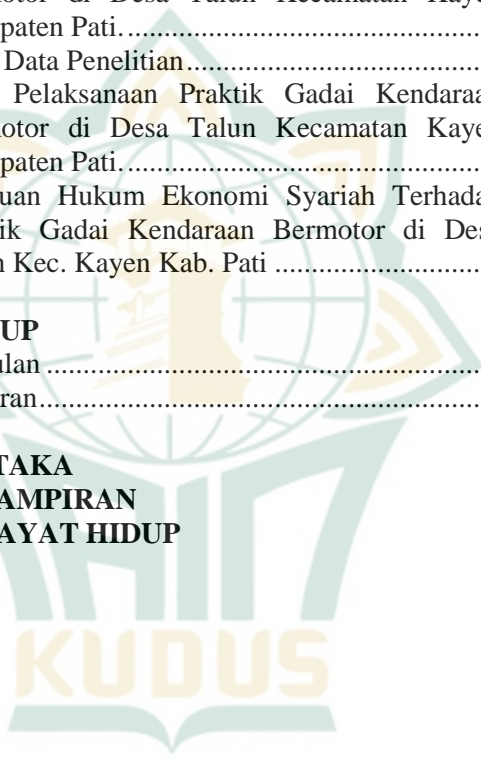 otor di Desa Talun Kecamatan Kaye
paten Pati.
Data Penelitian
Pelaksanaan Praktik Gadai Kendaraa
otor di Desa Talun Kecamatan Kaye
paten Pati.
uan Hukum Ekonomi Syariah Terhada
ik Gadai Kendaraan Bermotor di Des
n Kec. Kayen Kab. Pati
UP
ulan
ran
TAKA
AMPIRAN
AYAT HIDUP
KUDUS